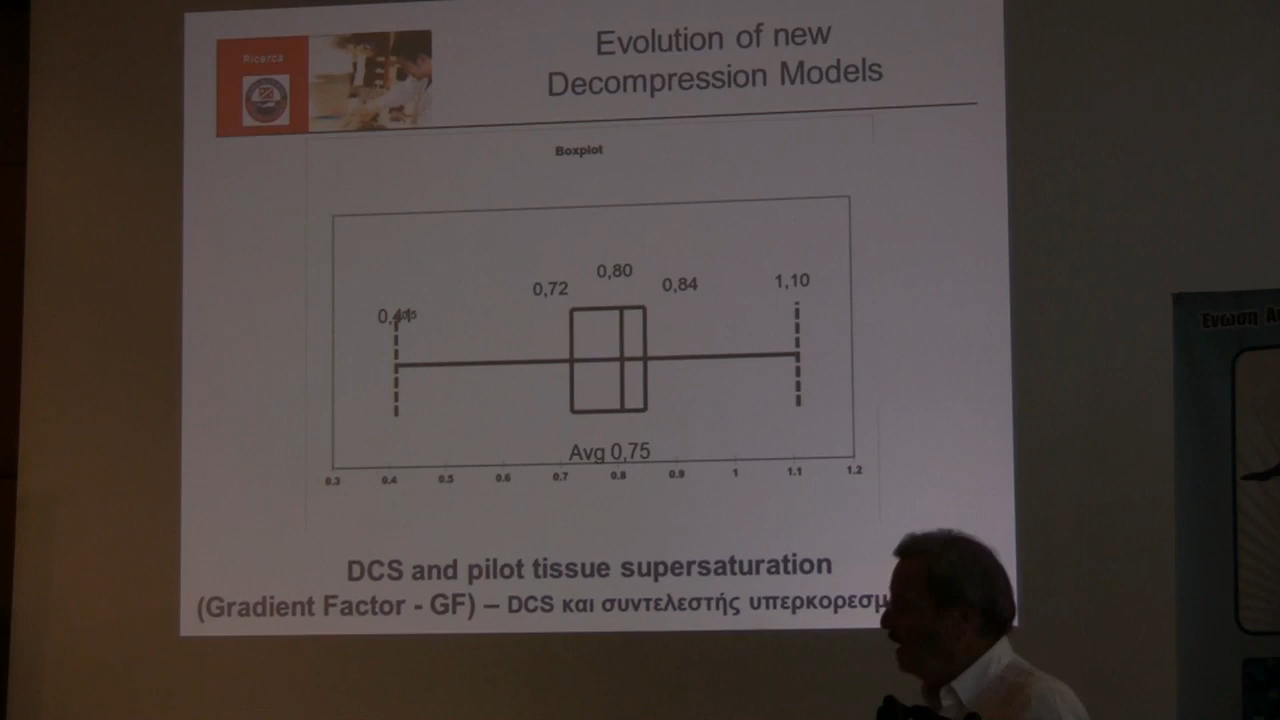 Ricerca
Evolution of new
Decompression Models
Boxplot
0,80
0,72
0,84
1,10
Avg 0,75
0.3 0.4 0.5 0.6 0.7 0.8 0.9 1 1.1 1.2
DCS and pilot tissue supersaturation
(Gradient Factor - GF) – DCS και συντελεστής
Ένωση